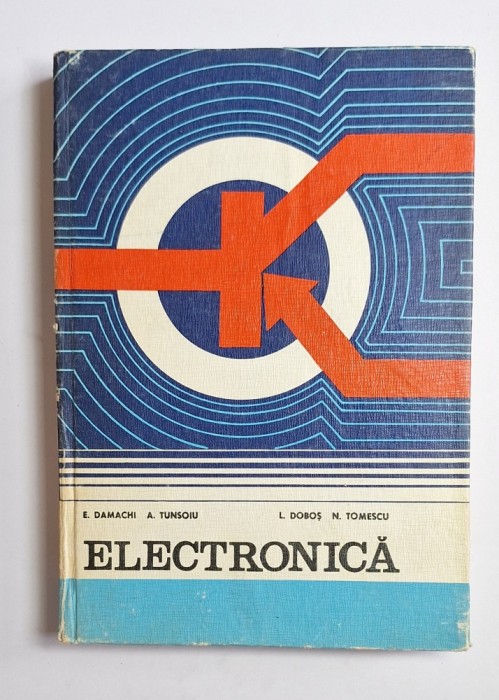 E. DAMACHI A. TUNSOIU L. DOBOȘ N. TOMESCU
ELECTRONICĂ